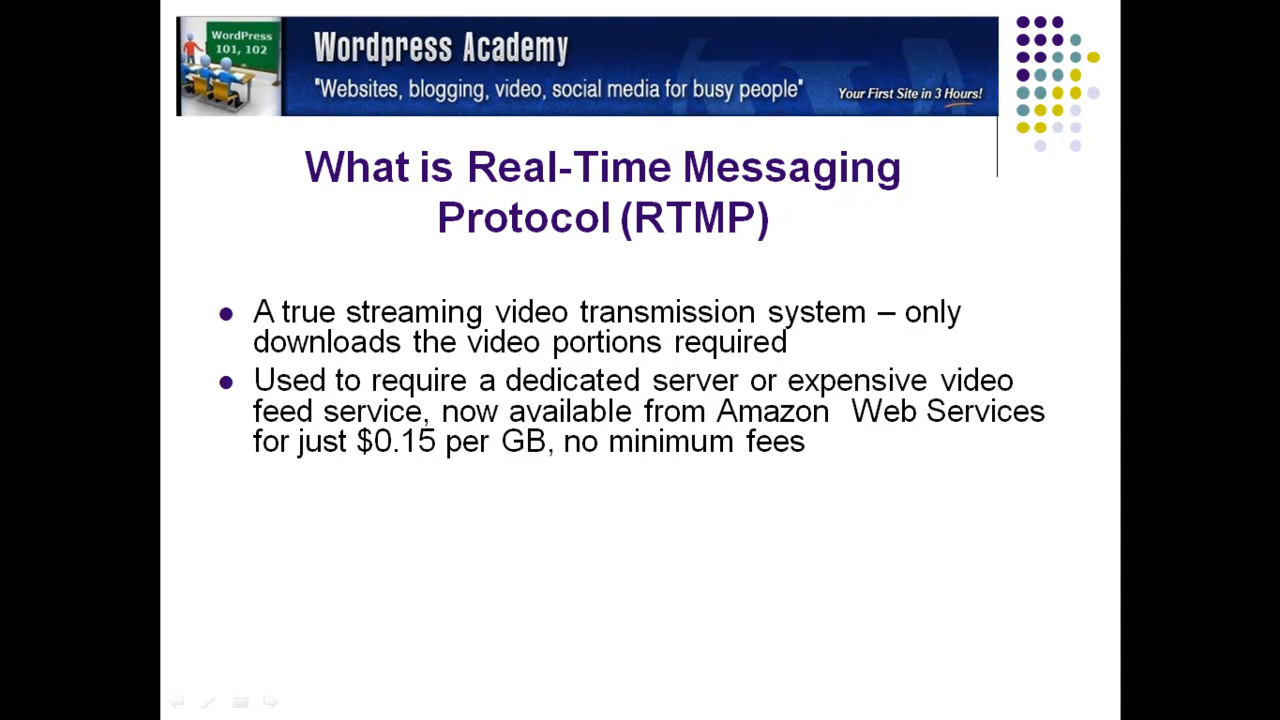 WordPress
101, 102
Wordpress Academy
"Websites, blogging, video, social media for busy people"
Your First Site in 3 Hours!
What is Real-Time Messaging
Protocol (RTMP)
A true streaming video transmission system – only
downloads the video portions required
Used to require a dedicated server or expensive video
feed service, now available from Amazon Web Services
for just $0.15 per GB, no minimum fees